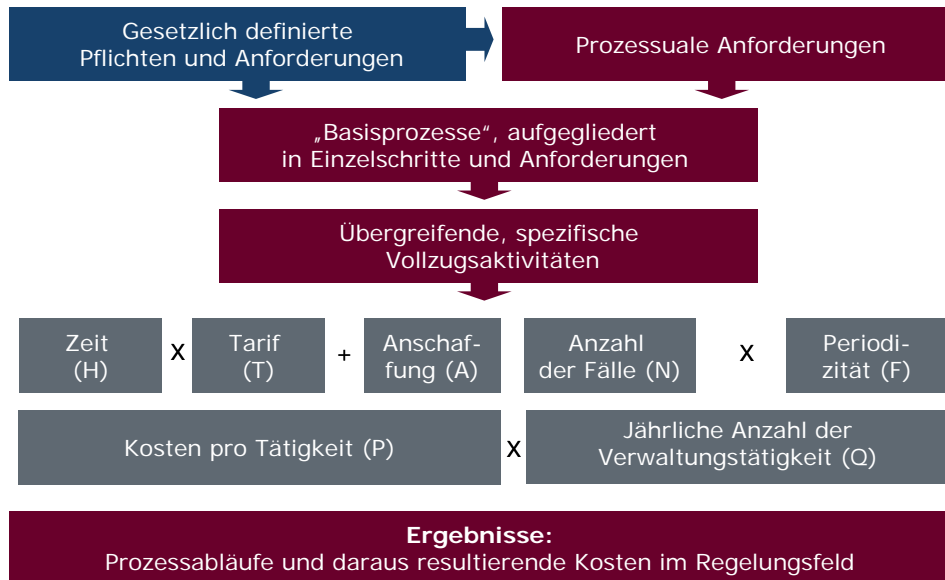 Gesetzlich definierte
Pflichten und Anforderungen
Prozessuale Anforderungen
„Basisprozesse“, aufgegliedert
in Einzelschritte und Anforderungen
Übergreifende, spezifische
Vollzugsaktivitäten
Zeit
(H)
x
Tarif
(T)
+
Anschaf-
fung (A)
Anzahl
der Fälle (N)
x
Periodi-
zität (F)
Kosten pro Tätigkeit (P)
x
Jährliche Anzahl der
Verwaltungstätigkeit (Q)
Ergebnisse:
Prozessabläufe und daraus resultierende Kosten im Regelungsfeld